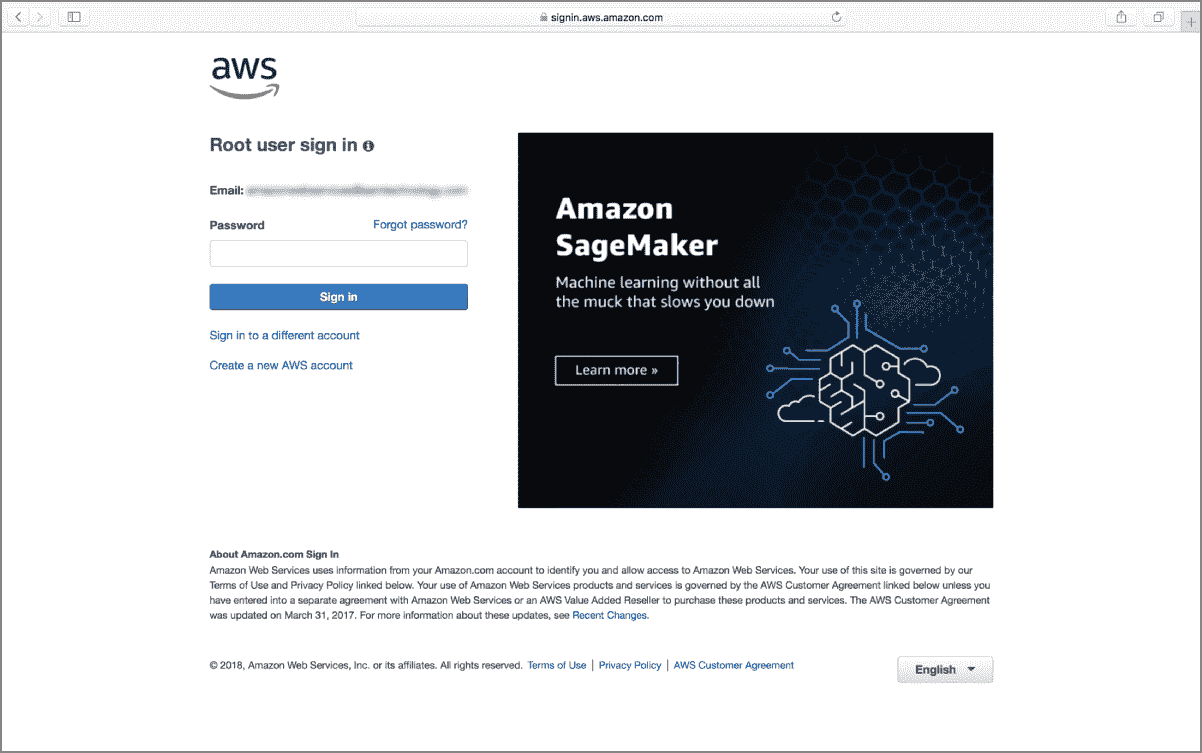 signin.aws.amazon.com
aws
Root user sign in
Email:
Password Forgot password?
Sign in
Sign in to a different account
Create a new AWS account
Amazon
SageMaker
Machine learning without all
the muck that slows you down
Learn more »
About Amazon.com Sign In
Amazon Web Services uses information from your Amazon.com account to identify you and allow access to Amazon Web Services. Your use of this site is governed by our
Terms of Use and Privacy Policy linked below. Your use of Amazon Web Services products and services is governed by the AWS Customer Agreement linked below unless you
have entered into a separate agreement with Amazon Web Services or an AWS Value Added Reseller to purchase these products and services. The AWS Customer Agreement
was updated on March 31, 2017. For more information about these updates, see Recent Changes.
© 2018, Amazon Web Services, Inc. or its affiliates. All rights reserved. Terms of Use | Privacy Policy | AWS Customer Agreement
English